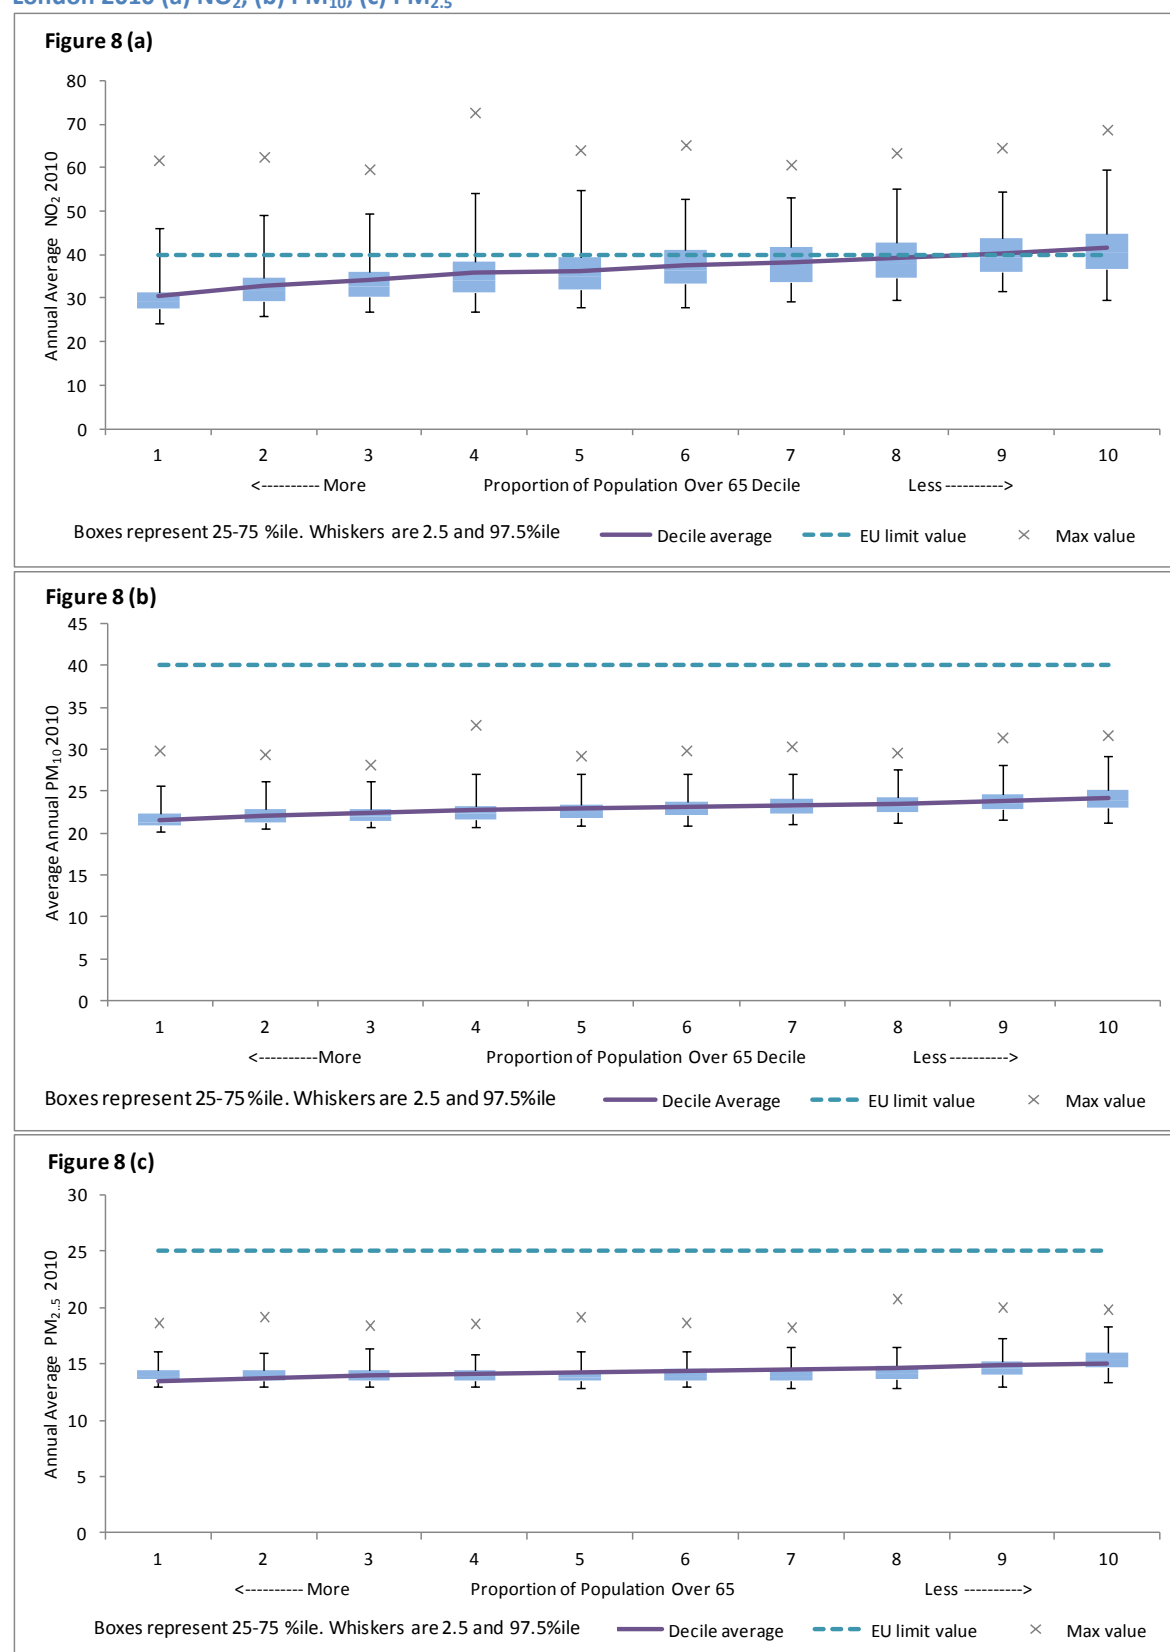 London 2010 (a) NO₂, (b) PM₁₀, (c) PM₂.₅
Figure 8 (a)
80
70
60
50
40
30
20
10
0
Annual Average NO₂ 2010
1 2 3 4 5 6 7 8 9 10
<---------- More Proportion of Population Over 65 Decile Less ---------->
Boxes represent 25-75 %ile. Whiskers are 2.5 and 97.5%ile Decile average EU limit value Max value
Figure 8 (b)
45
40
35
30
25
20
15
10
5
0
Average Annual PM₁₀ 2010
1 2 3 4 5 6 7 8 9 10
<----------More Proportion of Population Over 65 Decile Less ---------->
Boxes represent 25-75 %ile. Whiskers are 2.5 and 97.5%ile Decile Average EU limit value Max value
Figure 8 (c)
30
25
20
15
10
5
0
Annual Average PM₂.₅ 2010
1 2 3 4 5 6 7 8 9 10
<---------- More Proportion of Population Over 65 Less ---------->
Boxes represent 25-75 %ile. Whiskers are 2.5 and 97.5%ile Decile average EU limit value Max value